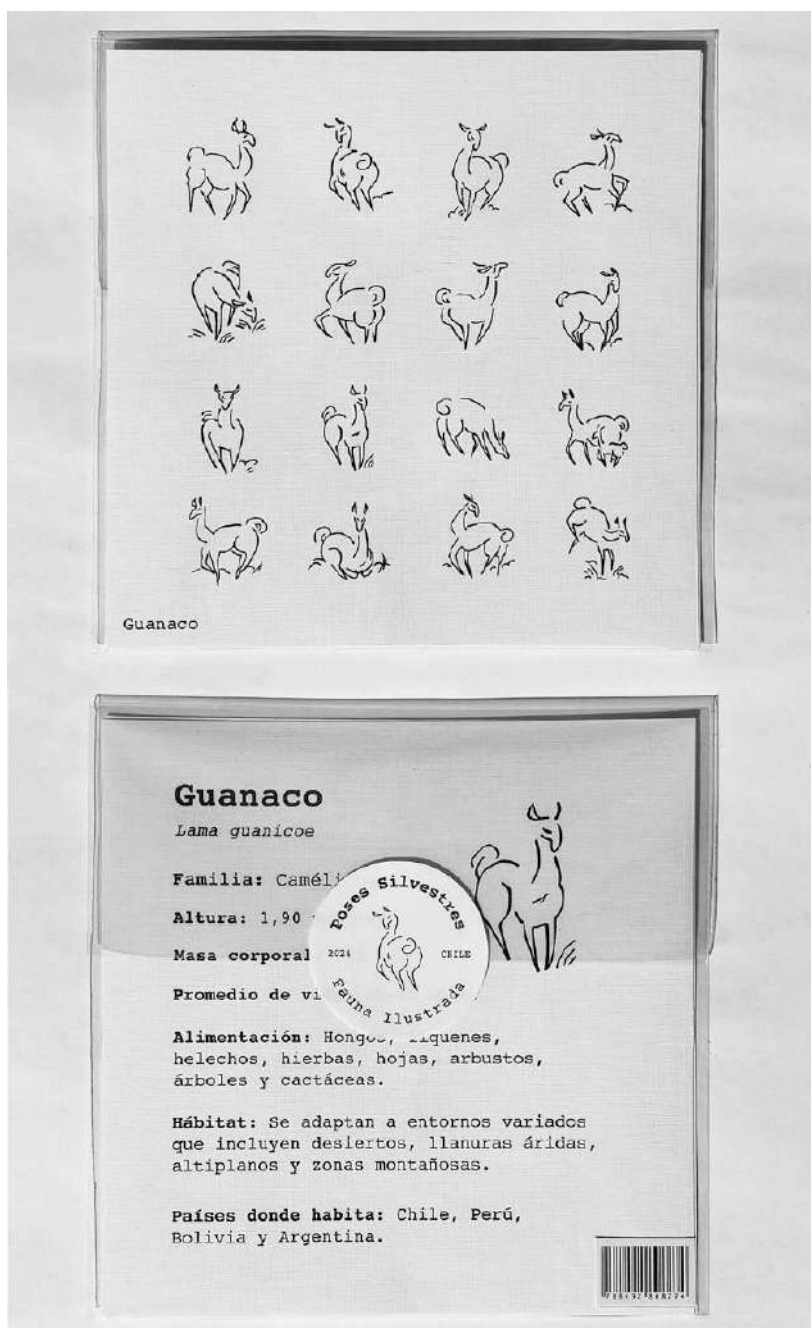 Guanaco
Guanaco
Lama guanicoe
Familia:
Altura: 1,90
Masa corporal
Promedio de
Poses Silvestres
2024 CHILE
Fauna Ilustrada
Alimentación:
helechos, hierbas, hojas, arbustos,
árboles y cactáceas.
Hábitat: Se adaptan a entornos variados
que incluyen desiertos, llanuras áridas,
altiplanos y zonas montañosas.
Países donde habita: Chile, Perú,
Bolivia y Argentina.